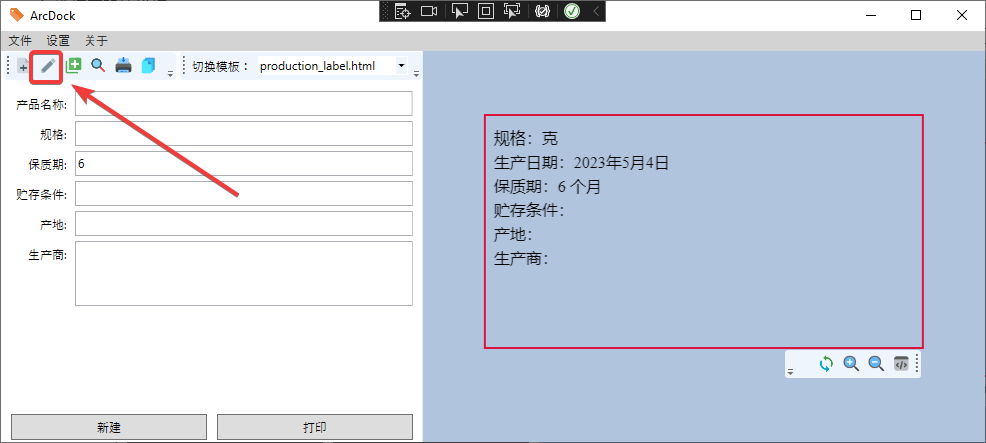 ArcDock
文件 设置 关于
切换模板： production_label.html
产品名称:
规格:
保质期: 6
贮存条件:
产地:
生产商:
新建 打印
规格：克
生产日期：2023年5月4日
保质期：6 个月
贮存条件：
产地：
生产商：